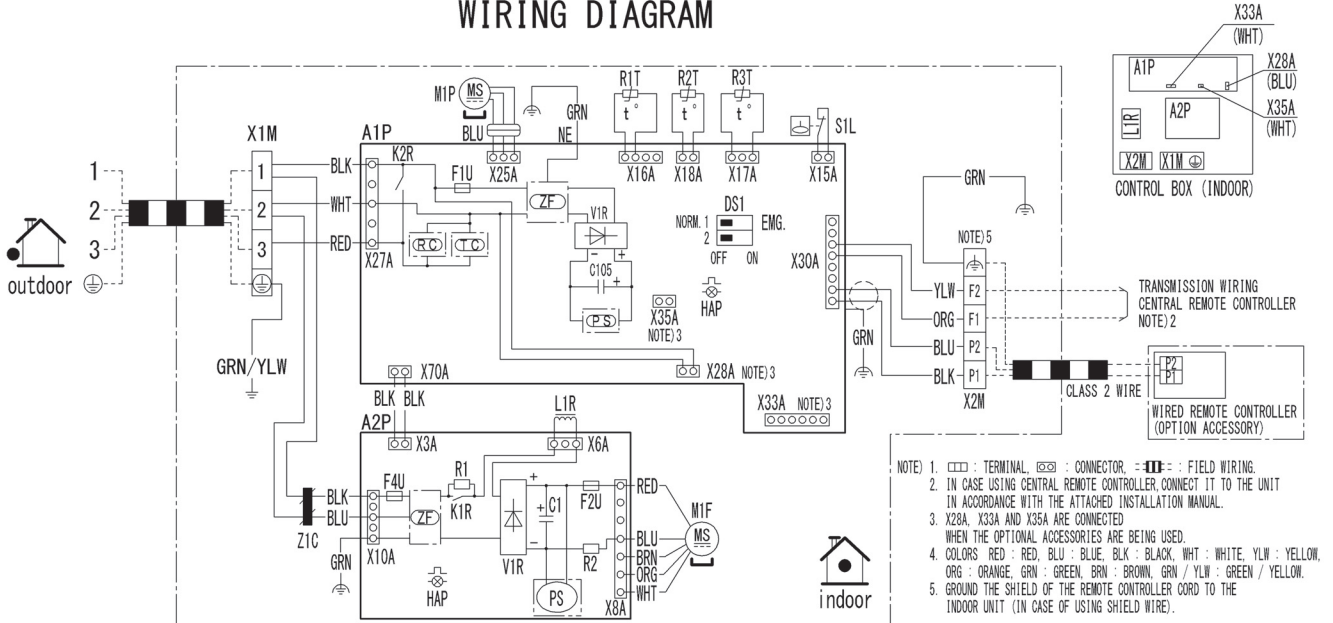 WIRING DIAGRAM
X33A
(WHT)
A1P
X28A
(BLU)
X35A
(WHT)
A2P
L1R
X2M
X1M
CONTROL BOX (INDOOR)
outdoor
1
2
3
X1M
1
2
3
GRN/YLW
A1P
BLK
WHT
RED
X27A
K2R
F1U
RC
TC
M1P
MS
BLU
X25A
GRN
NE
ZF
V1R
−
+
C105
+
PS
R1T
t°
X16A
R2T
t°
X18A
R3T
t°
X17A
S1L
X15A
DS1
NORM. 1
2
EMG.
OFF ON
HAP
X35A
NOTE)3
X28A NOTE)3
X33A NOTE)3
X30A
GRN
GRN
NOTE)5
YLW F2
ORG F1
BLU P2
BLK P1
X2M
TRANSMISSION WIRING
CENTRAL REMOTE CONTROLLER
NOTE)2
CLASS 2 WIRE
P2
P1
WIRED REMOTE CONTROLLER
(OPTION ACCESSORY)
X70A
BLK BLK
A2P
X3A
L1R
X6A
Z1C
BLK
BLU
GRN
X10A
F4U
ZF
R1
K1R
V1R
+
−
+
C1
F2U
R2
PS
HAP
X8A
RED
BLU
BRN
ORG
WHT
M1F
MS
indoor
NOTE) 1. : TERMINAL, : CONNECTOR, : FIELD WIRING.
2. IN CASE USING CENTRAL REMOTE CONTROLLER, CONNECT IT TO THE UNIT
IN ACCORDANCE WITH THE ATTACHED INSTALLATION MANUAL.
3. X28A, X33A AND X35A ARE CONNECTED
WHEN THE OPTIONAL ACCESSORIES ARE BEING USED.
4. COLORS RED : RED, BLU : BLUE, BLK : BLACK, WHT : WHITE, YLW : YELLOW,
ORG : ORANGE, GRN : GREEN, BRN : BROWN, GRN / YLW : GREEN / YELLOW.
5. GROUND THE SHIELD OF THE REMOTE CONTROLLER CORD TO THE
INDOOR UNIT (IN CASE OF USING SHIELD WIRE).